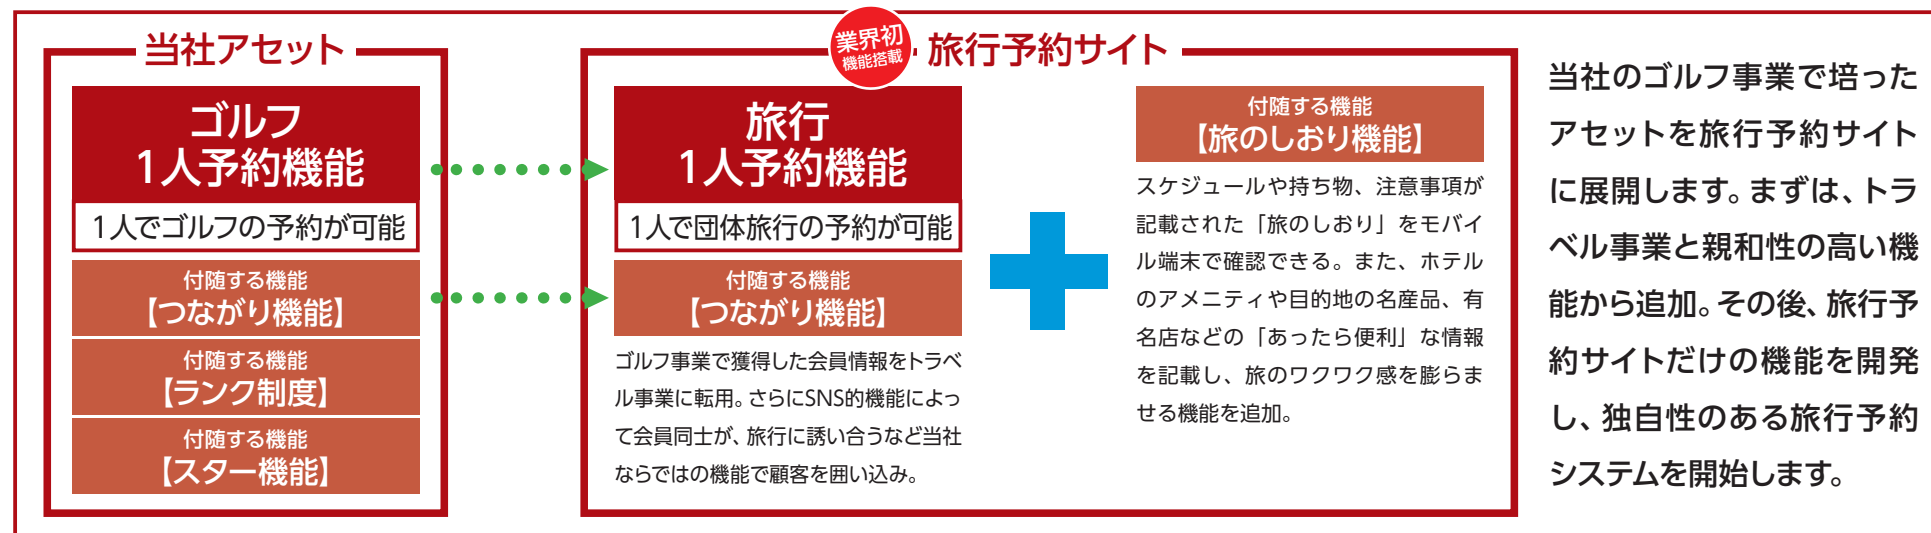 当社アセット
ゴルフ
1人予約機能
1人でゴルフの予約が可能
付随する機能
【つながり機能】
付随する機能
【ランク制度】
付随する機能
【スター機能】
業界初
機能搭載
旅行予約サイト
旅行
1人予約機能
1人で団体旅行の予約が可能
付随する機能
【つながり機能】
ゴルフ事業で獲得した会員情報をトラベ
ル事業に転用。さらにSNS的機能によっ
て会員同士が、旅行に誘い合うなど当社
ならではの機能で顧客を囲い込み。
付随する機能
【旅のしおり機能】
スケジュールや持ち物、注意事項が
記載された「旅のしおり」をモバイ
ル端末で確認できる。また、ホテル
のアメニティや目的地の名産品、有
名店などの「あったら便利」な情報
を記載し、旅のワクワク感を膨らま
せる機能を追加。
当社のゴルフ事業で培った
アセットを旅行予約サイト
に展開します。まずは、トラ
ベル事業と親和性の高い機
能から追加。その後、旅行予
約サイトだけの機能を開発
し、独自性のある旅行予約
システムを開始します。